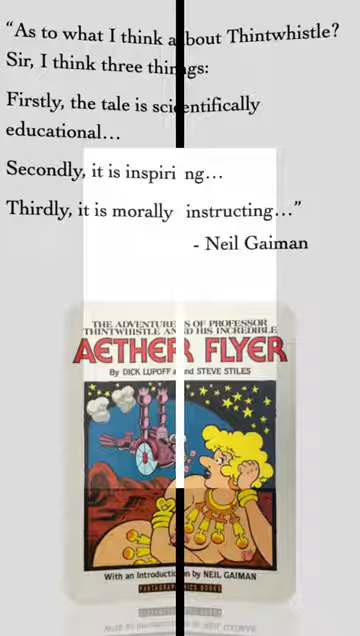 “As to what I think about Thintwhistle?
Sir, I think three things:
Firstly, the tale is scientifically
educational…
Secondly, it is inspiring…
Thirdly, it is morally instructing…”
- Neil Gaiman
THE ADVENTURES OF PROFESSOR
THINTWHISTLE AND HIS INCREDIBLE
AETHER FLYER
By DICK LUPOFF and STEVE STILES
With an Introduction by NEIL GAIMAN
FANTAGRAPHICS BOOKS